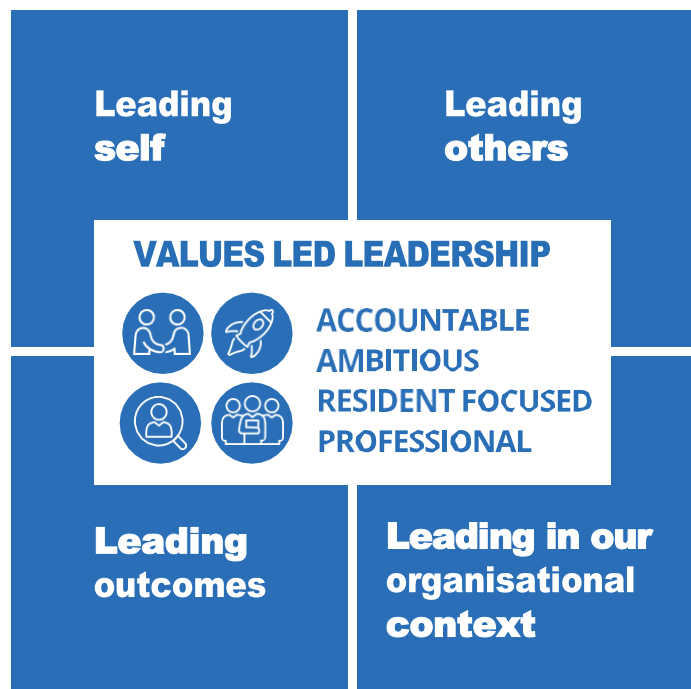 Leading
self
Leading
others
VALUES LED LEADERSHIP
ACCOUNTABLE
AMBITIOUS
RESIDENT FOCUSED
PROFESSIONAL
Leading
outcomes
Leading in our
organisational
context